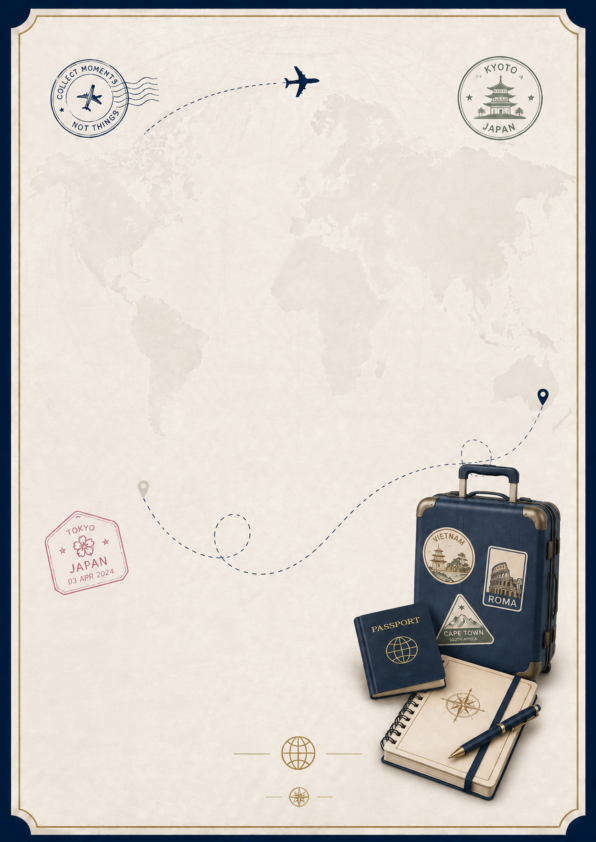 COLLECT MOMENTS
NOT THINGS
KYOTO
JAPAN
TOKYO
JAPAN
03 APR 2024
VIETNAM
ROMA
CAPE TOWN
SOUTH AFRICA
PASSPORT